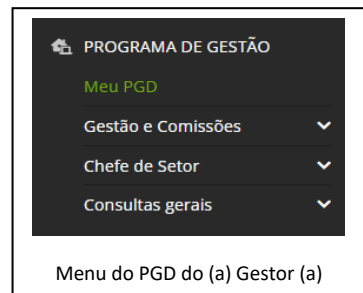 PROGRAMA DE GESTÃO
Meu PGD
Gestão e Comissões
Chefe de Setor
Consultas gerais
Menu do PGD do (a) Gestor (a)